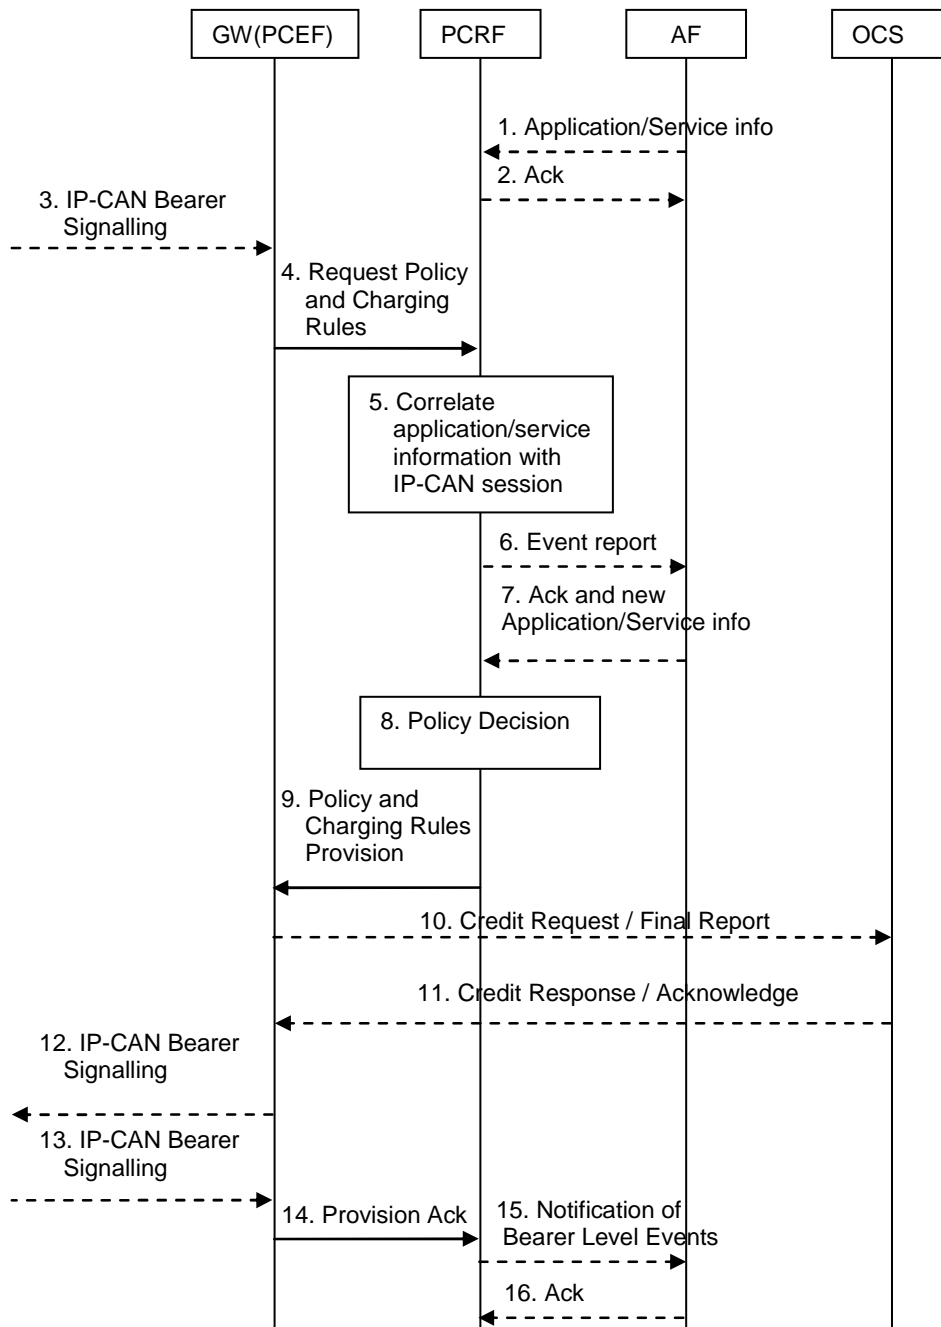 GW(PCEF)
PCRF
AF
OCS
1. Application/Service info
2. Ack
3. IP-CAN Bearer
Signalling
4. Request Policy
and Charging
Rules
5. Correlate
application/service
information with
IP-CAN session
6. Event report
7. Ack and new
Application/Service info
8. Policy Decision
9. Policy and
Charging Rules
Provision
10. Credit Request / Final Report
11. Credit Response / Acknowledge
12. IP-CAN Bearer
Signalling
13. IP-CAN Bearer
Signalling
14. Provision Ack
15. Notification of
Bearer Level Events
16. Ack